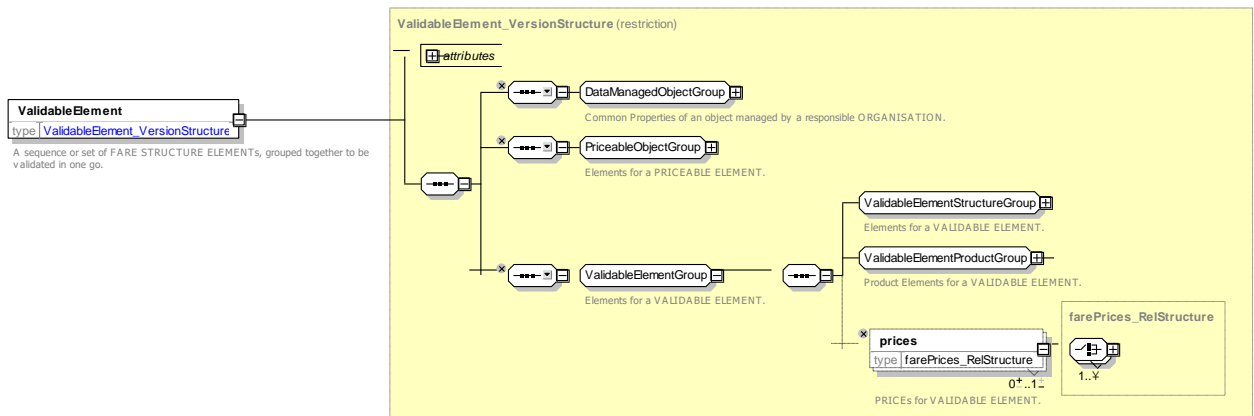 ValidableElement_VersionStructure (restriction)
attributes
DataManagedObjectGroup
Common Properties of an object managed by a responsible ORGANISATION.
ValidableElement
type ValidableElement_VersionStructure
A sequence or set of FARE STRUCTURE ELEMENTs, grouped together to be
validated in one go.
PriceableObjectGroup
Elements for a PRICEABLE ELEMENT.
ValidableElementStructureGroup
Elements for a VALIDABLE ELEMENT.
ValidableElementProductGroup
Product Elements for a VALIDABLE ELEMENT.
ValidableElementGroup
Elements for a VALIDABLE ELEMENT.
farePrices_RelStructure
prices
type farePrices_RelStructure
0..1
1..¥
PRICEs for VALIDABLE ELEMENT.